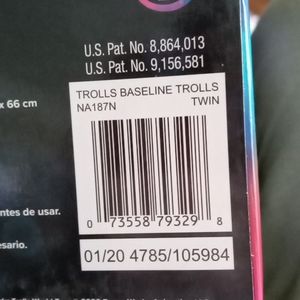 U.S. Pat. No. 8,864,013
U.S. Pat. No. 9,156,581
x 66 cm
TROLLS BASELINE TROLLS
NA187N TWIN
ntes de usar.
esario.
0 73558 79329 8
01/20 4785/105984